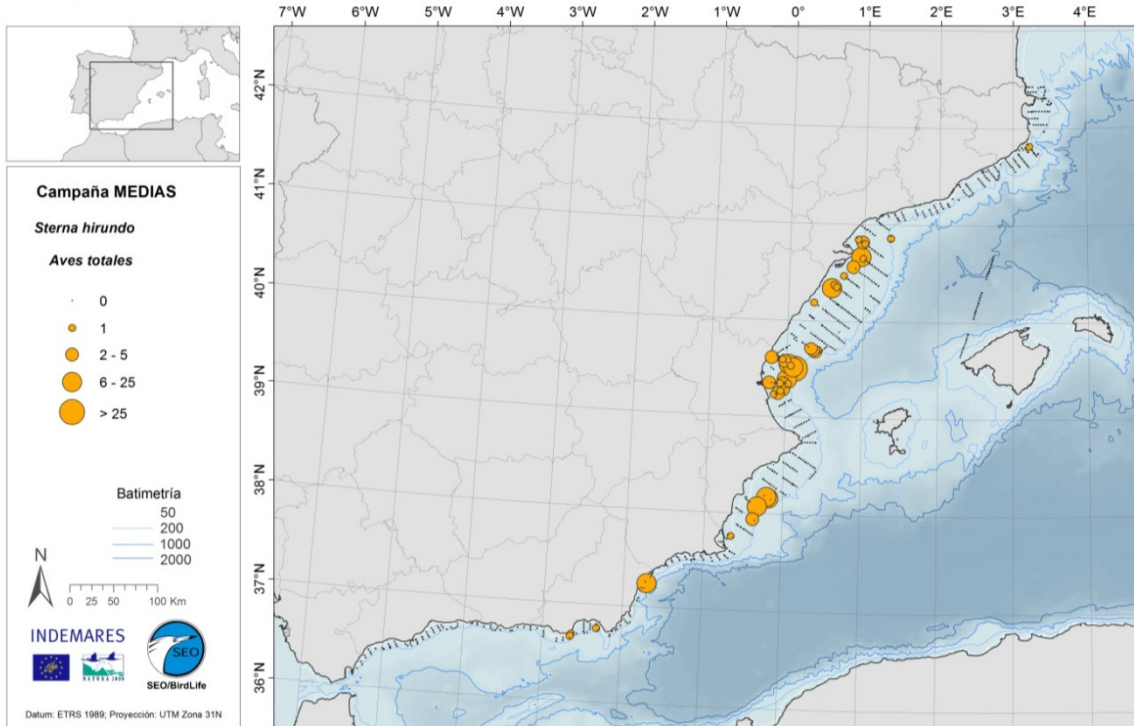 7°W 6°W 5°W 4°W 3°W 2°W 1°W 0° 1°E 2°E 3°E 4°E
42°N
41°N
40°N
39°N
38°N
37°N
36°N
Campaña MEDIAS
Sterna hirundo
Aves totales
0
1
2 - 5
6 - 25
> 25
Batimetría
50
200
1000
2000
N
0 25 50 100 Km
INDEMARES
NATURA 2000
SEO
SEO/BirdLife
Datum: ETRS 1989; Proyección: UTM Zona 31N